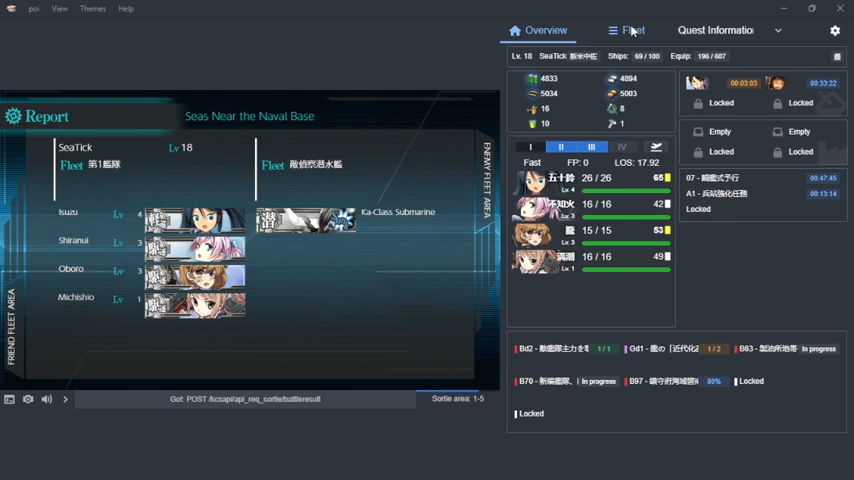 poi View Themes Help
Overview Fleet Quest Information
Lv. 18 SeaTick 新米中佐 Ships: 69 / 100 Equip: 196 / 607
4833 4894
5034 5003
16 8
10 1
00:03:03 00:33:22
Locked Locked
Empty Empty
Locked Locked
I II III IV
Fast FP: 0 LOS: 17.92
五十鈴 26 / 26 65
Lv. 4
不知火 16 / 16 42
Lv. 3
朧 15 / 15 53
Lv. 3
満潮 16 / 16 49
Lv. 1
07 - 観艦式予行 00:47:45
A1 - 兵站強化任務 00:13:14
Locked
Bd2 - 敵艦隊主力を 1 / 1 Gd1 - 艦の「近代化 1 / 2 B63 - 製油所地帯 In progress
B70 - 新編艦隊、 In progress B97 - 鎮守府海域警 80% Locked
Locked
Report
Seas Near the Naval Base
SeaTick Lv 18
Fleet 第1艦隊
Fleet 敵偵察潜水艦
ENEMY FLEET AREA
FRIEND FLEET AREA
Isuzu Lv 4
Shiranui Lv 3
Oboro Lv 3
Michishio Lv 1
潜
Ka-Class Submarine
Got: POST /kcsapi/api_req_sortie/battleresult
Sortie area: 1-5